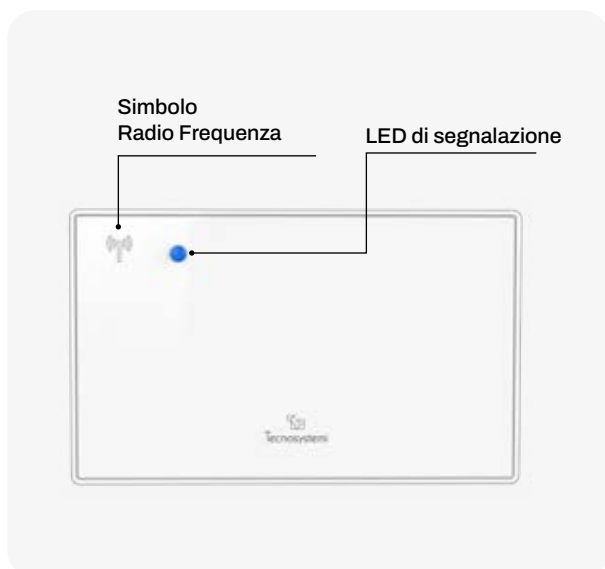 Simbolo
Radio Frequenza
LED di segnalazione
Tecnosystemi